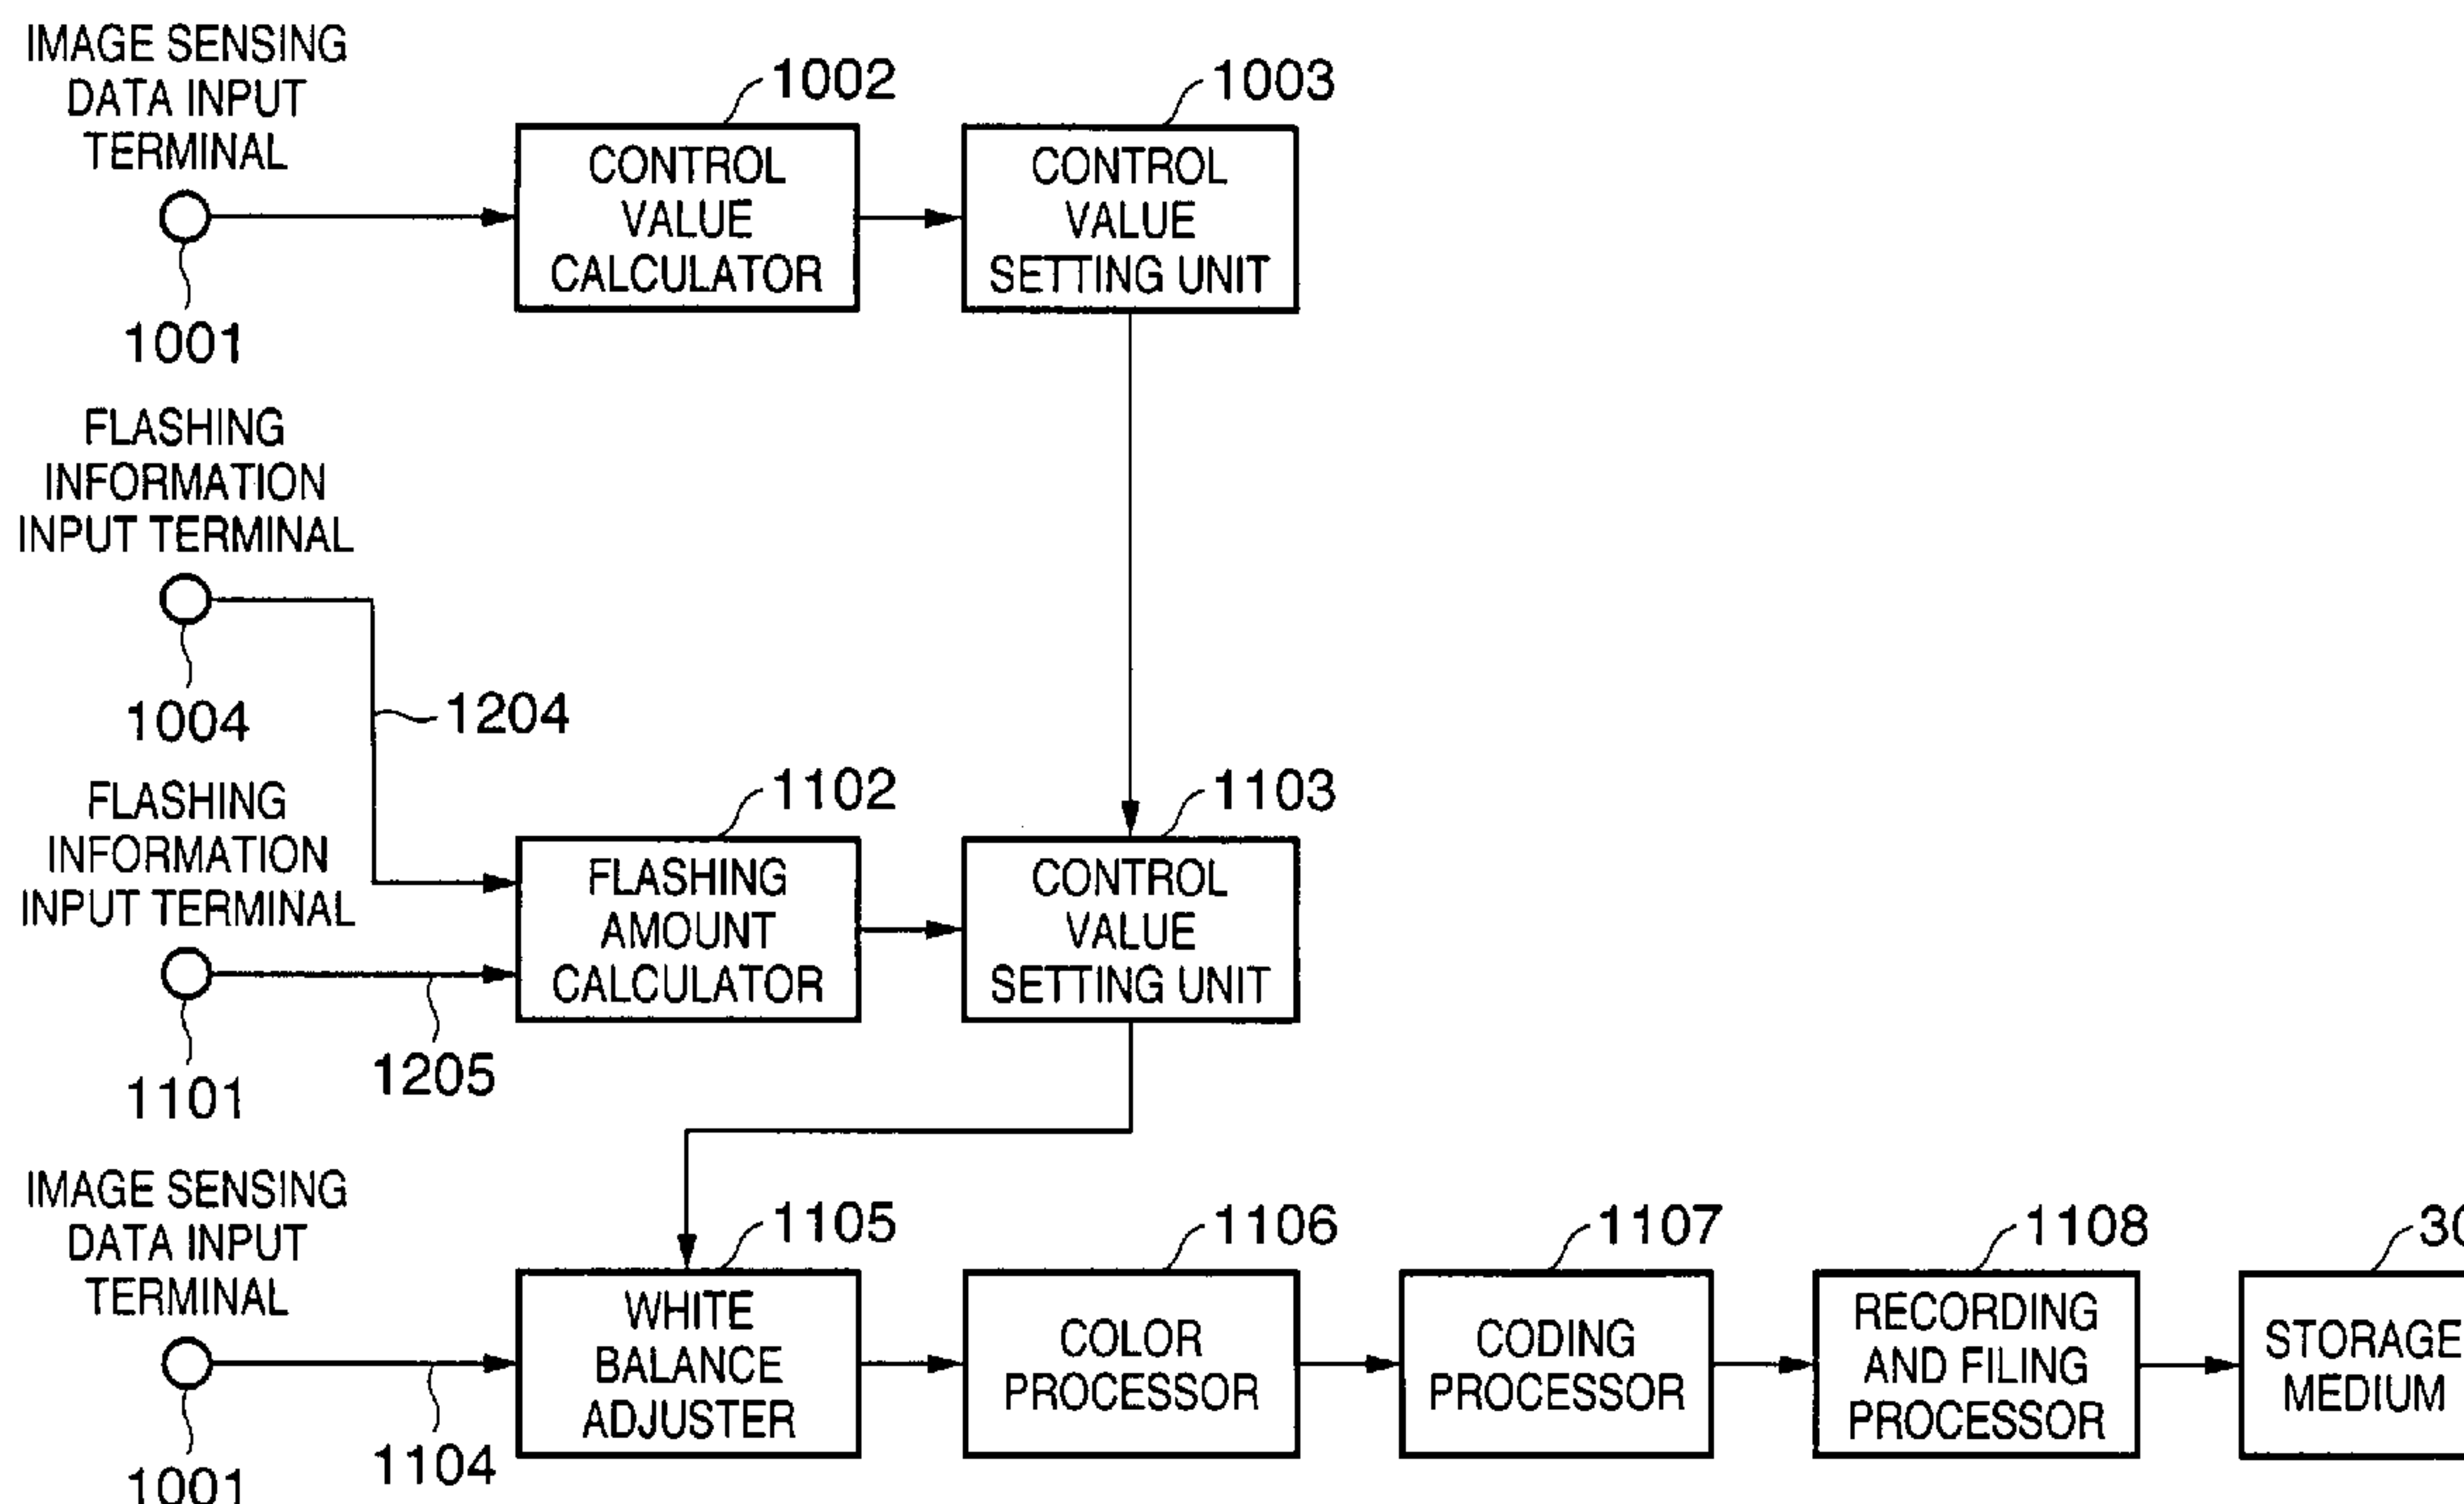 IMAGE SENSING
DATA INPUT
TERMINAL
1001
1002
CONTROL
VALUE
CALCULATOR
1003
CONTROL
VALUE
SETTING UNIT
FLASHING
INFORMATION
INPUT TERMINAL
1004
1204
FLASHING
INFORMATION
INPUT TERMINAL
1101
1205
1102
FLASHING
AMOUNT
CALCULATOR
1103
CONTROL
VALUE
SETTING UNIT
IMAGE SENSING
DATA INPUT
TERMINAL
1001
1104
1105
WHITE
BALANCE
ADJUSTER
1106
COLOR
PROCESSOR
1107
CODING
PROCESSOR
1108
RECORDING
AND FILING
PROCESSOR
STORAGE
MEDIUM